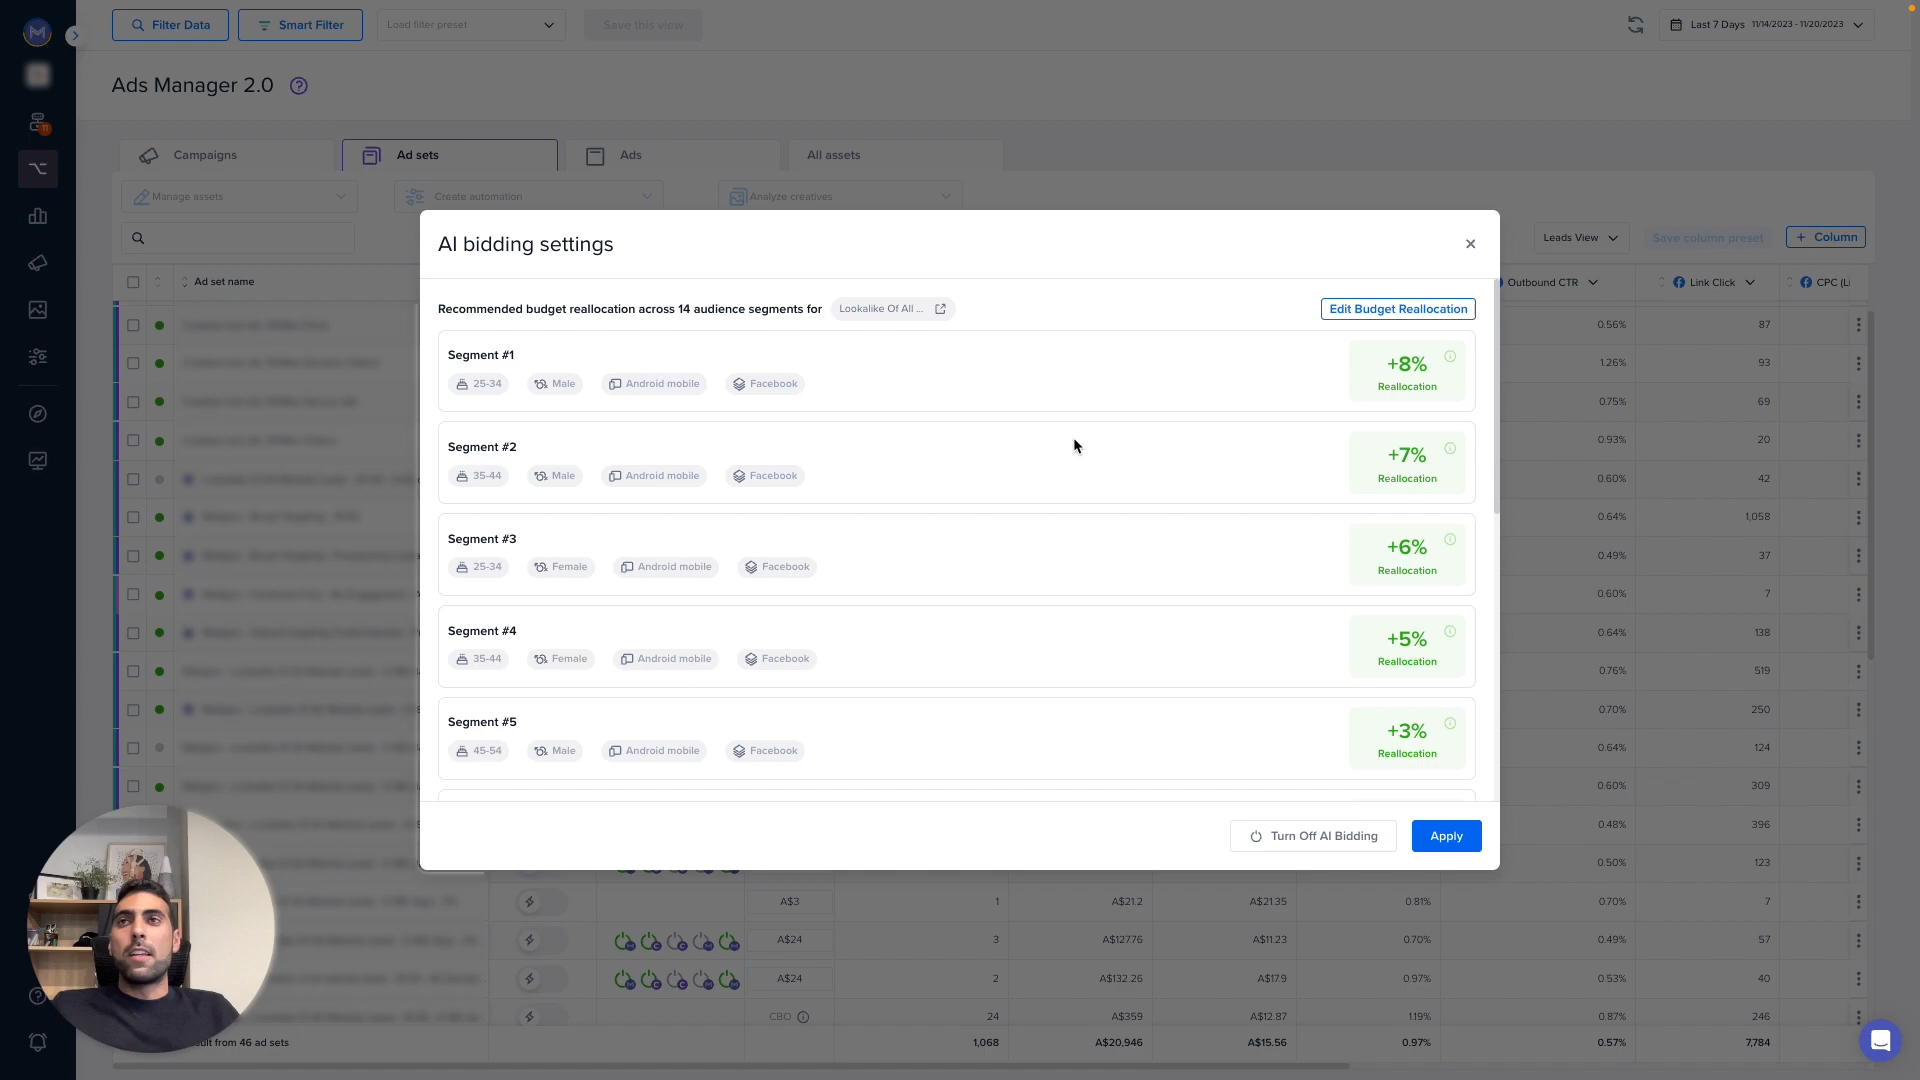 Filter Data
Smart Filter
Load filter preset
Save this view
Last 7 Days 11/14/2023 - 11/20/2023
Ads Manager 2.0
11
Campaigns
Ad sets
Ads
All assets
Manage assets
Create automation
Analyze creatives
Leads View
Save column preset
+ Column
Ad set name
Outbound CTR
Link Click
CPC (Li
AI bidding settings
Recommended budget reallocation across 14 audience segments for
Lookalike Of All ...
Edit Budget Reallocation
Segment #1
25-34
Male
Android mobile
Facebook
+8%
Reallocation
Segment #2
35-44
Male
Android mobile
Facebook
+7%
Reallocation
Segment #3
25-34
Female
Android mobile
Facebook
+6%
Reallocation
Segment #4
35-44
Female
Android mobile
Facebook
+5%
Reallocation
Segment #5
45-54
Male
Android mobile
Facebook
+3%
Reallocation
Turn Off AI Bidding
Apply
0.56% 87
1.26% 93
0.75% 69
0.93% 20
0.60% 42
0.64% 1,058
0.49% 37
0.60% 7
0.64% 138
0.76% 519
0.70% 250
0.64% 124
0.60% 309
0.48% 396
0.50% 123
A$3 1 A$21.2 A$21.35 0.81% 0.70% 7
A$24 3 A$127.76 A$11.23 0.70% 0.49% 57
A$24 2 A$132.26 A$17.9 0.97% 0.53% 40
CBO 24 A$359 A$12.87 1.19% 0.87% 246
ult from 46 ad sets 1,068 A$20,946 A$15.56 0.97% 0.57% 7,784